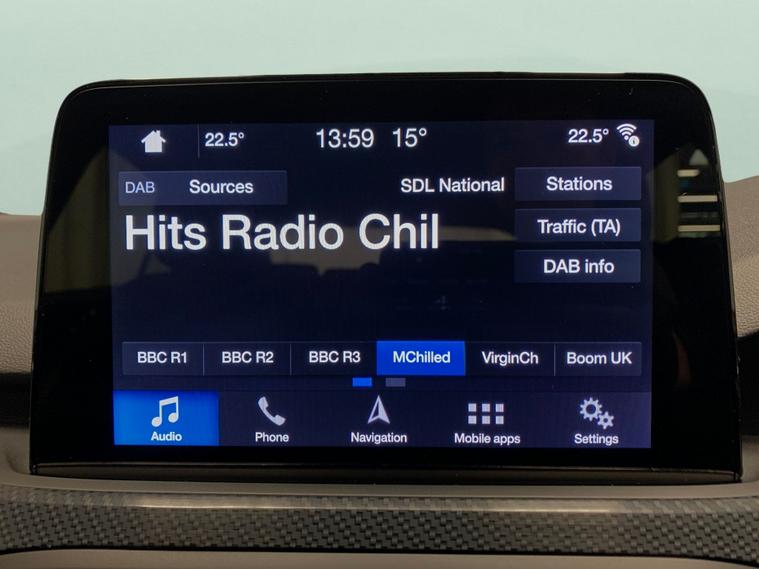 22.5° 13:59 15° 22.5°
DAB Sources SDL National Stations
Hits Radio Chil
Traffic (TA)
DAB info
BBC R1 BBC R2 BBC R3 MChilled VirginCh Boom UK
Audio Phone Navigation Mobile apps Settings